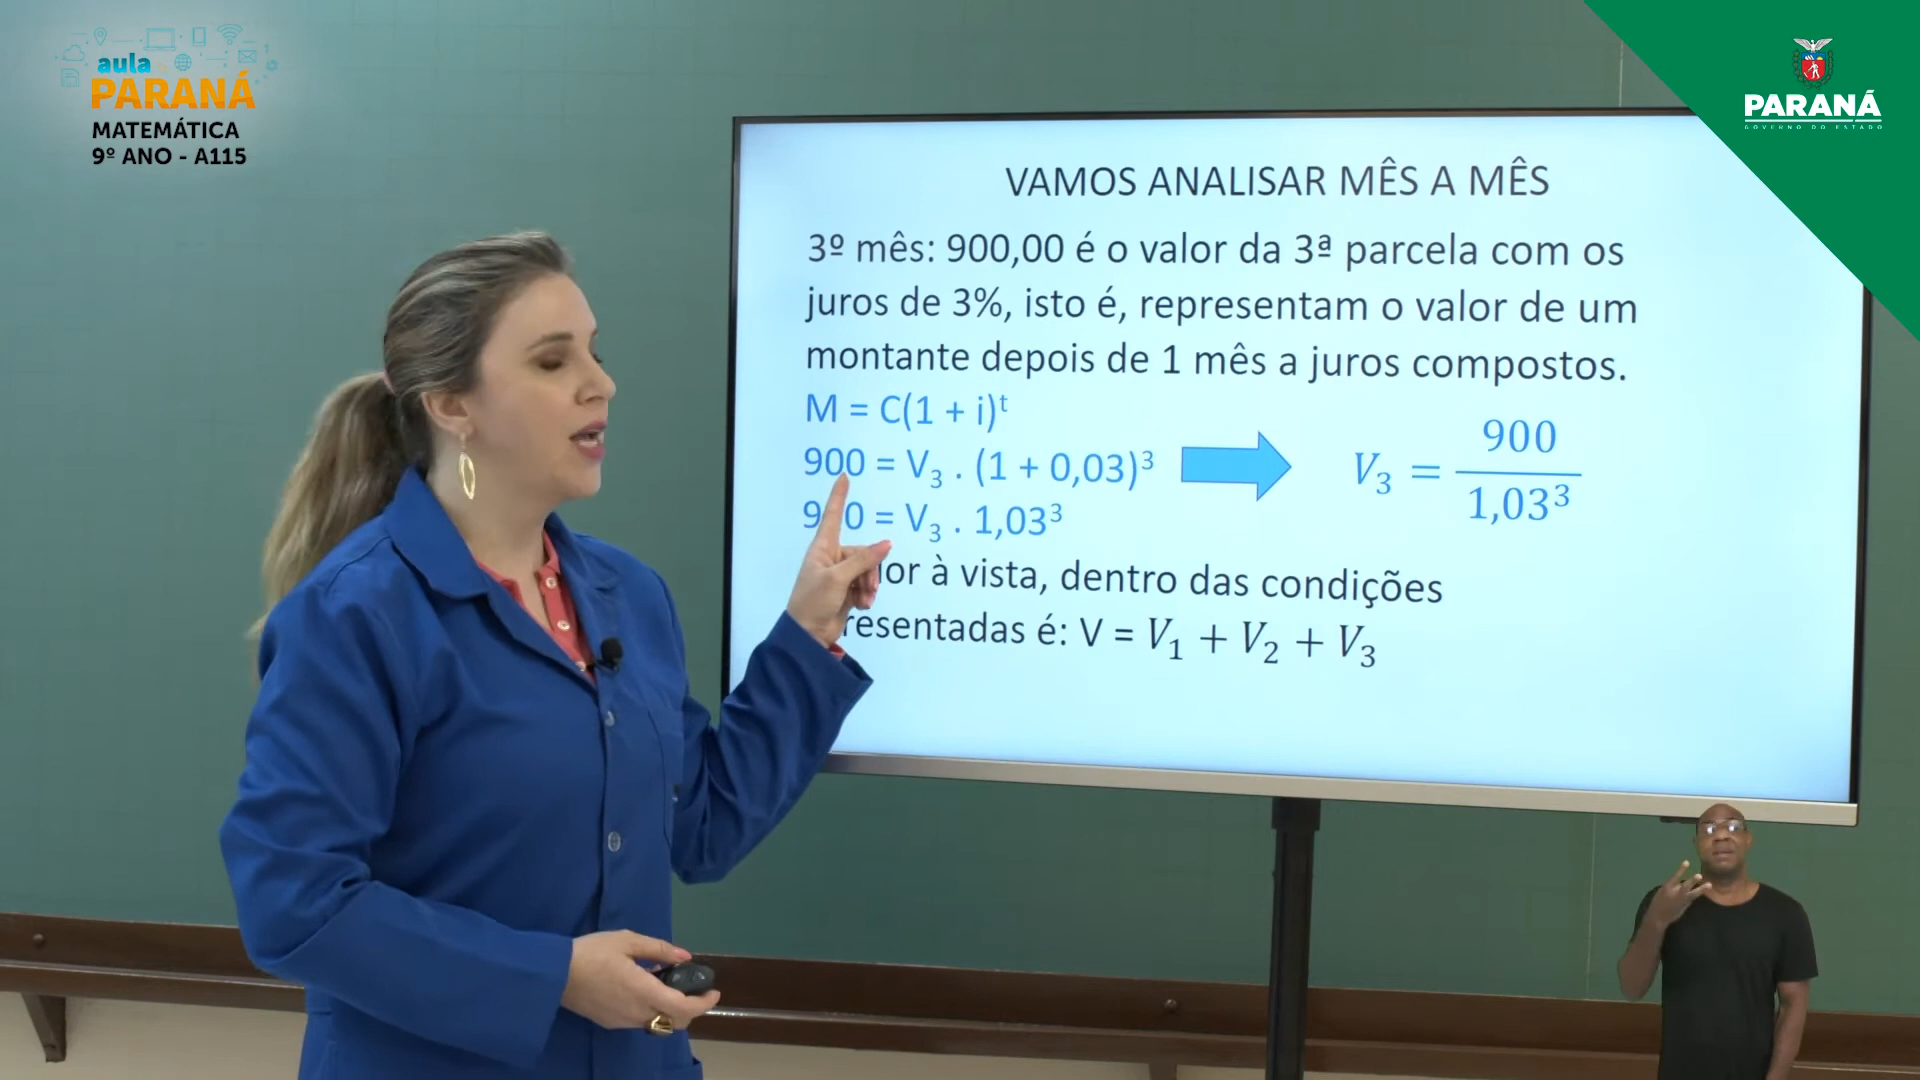 aula
PARANÁ
MATEMÁTICA
9º ANO - A115
PARANÁ
GOVERNO DO ESTADO
VAMOS ANALISAR MÊS A MÊS
3º mês: 900,00 é o valor da 3ª parcela com os
juros de 3%, isto é, representam o valor de um
montante depois de 1 mês a juros compostos.
M = C(1 + i)ᵗ
900 = V₃ . (1 + 0,03)³
V₃ = 900/1,03³
= V₃ . 1,03³
à vista, dentro das condições
é: V = V₁ + V₂ + V₃